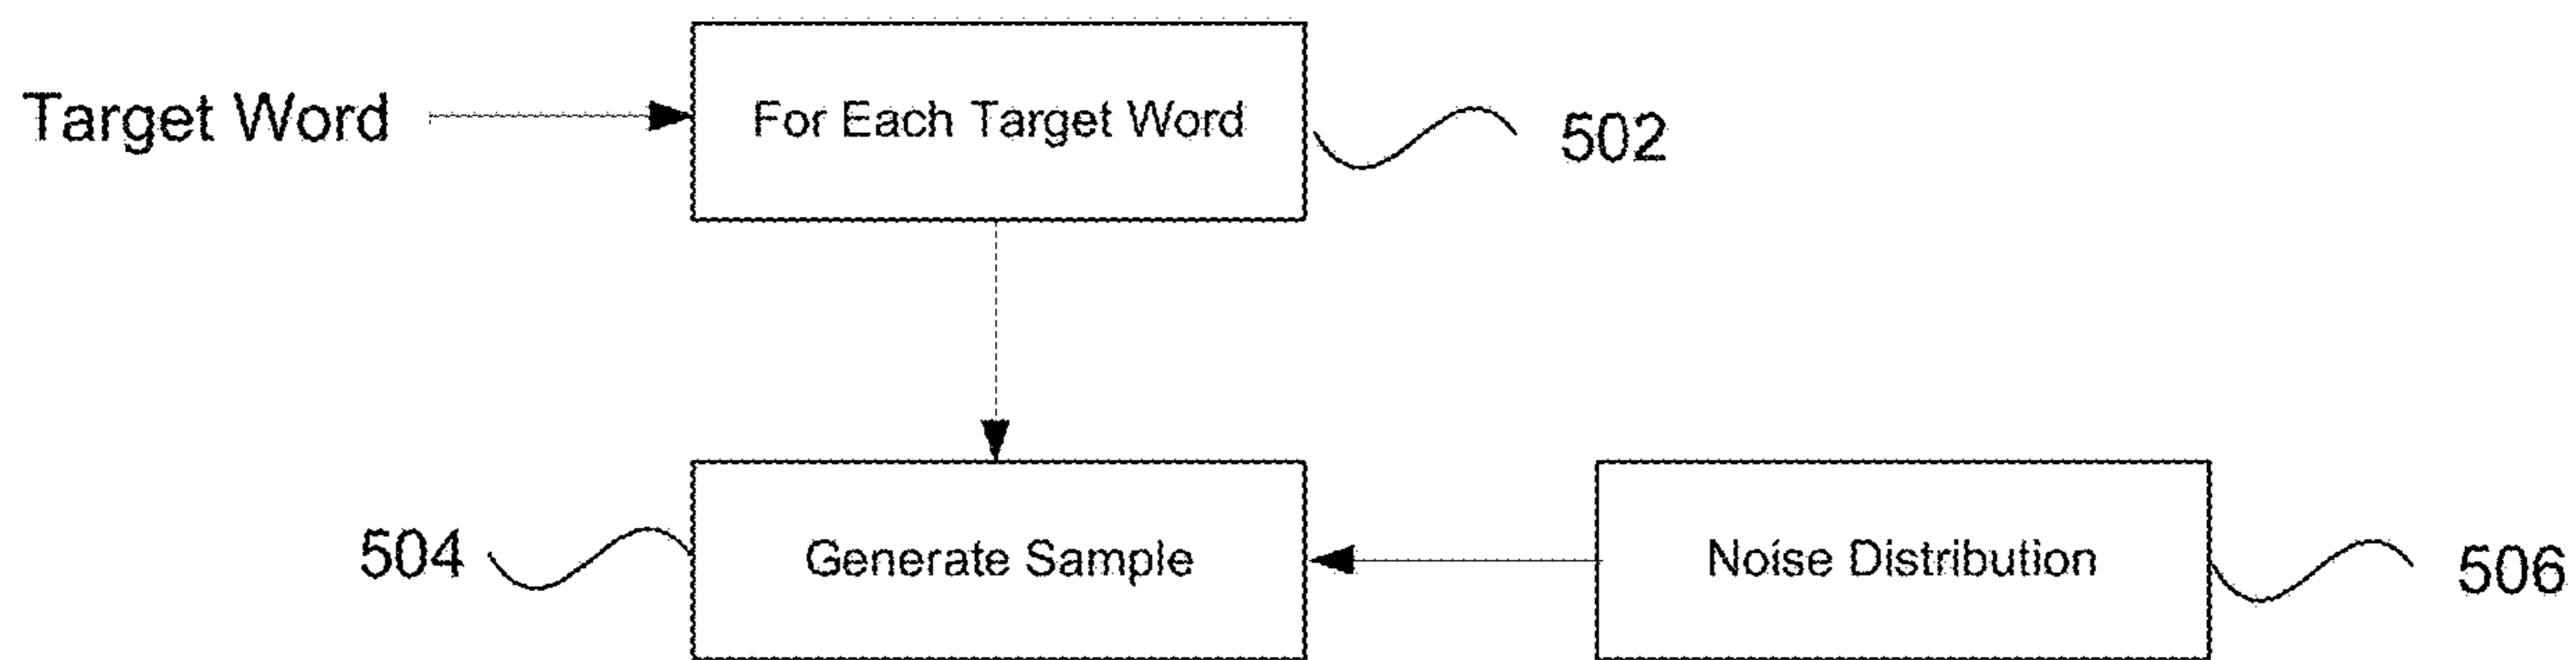 Target Word
For Each Target Word
502
504
Generate Sample
Noise Distribution
506